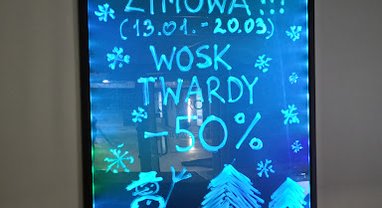 ZIMOWA !!!
(13.01. - 20.03.)
WOSK
TWARDY
-50%